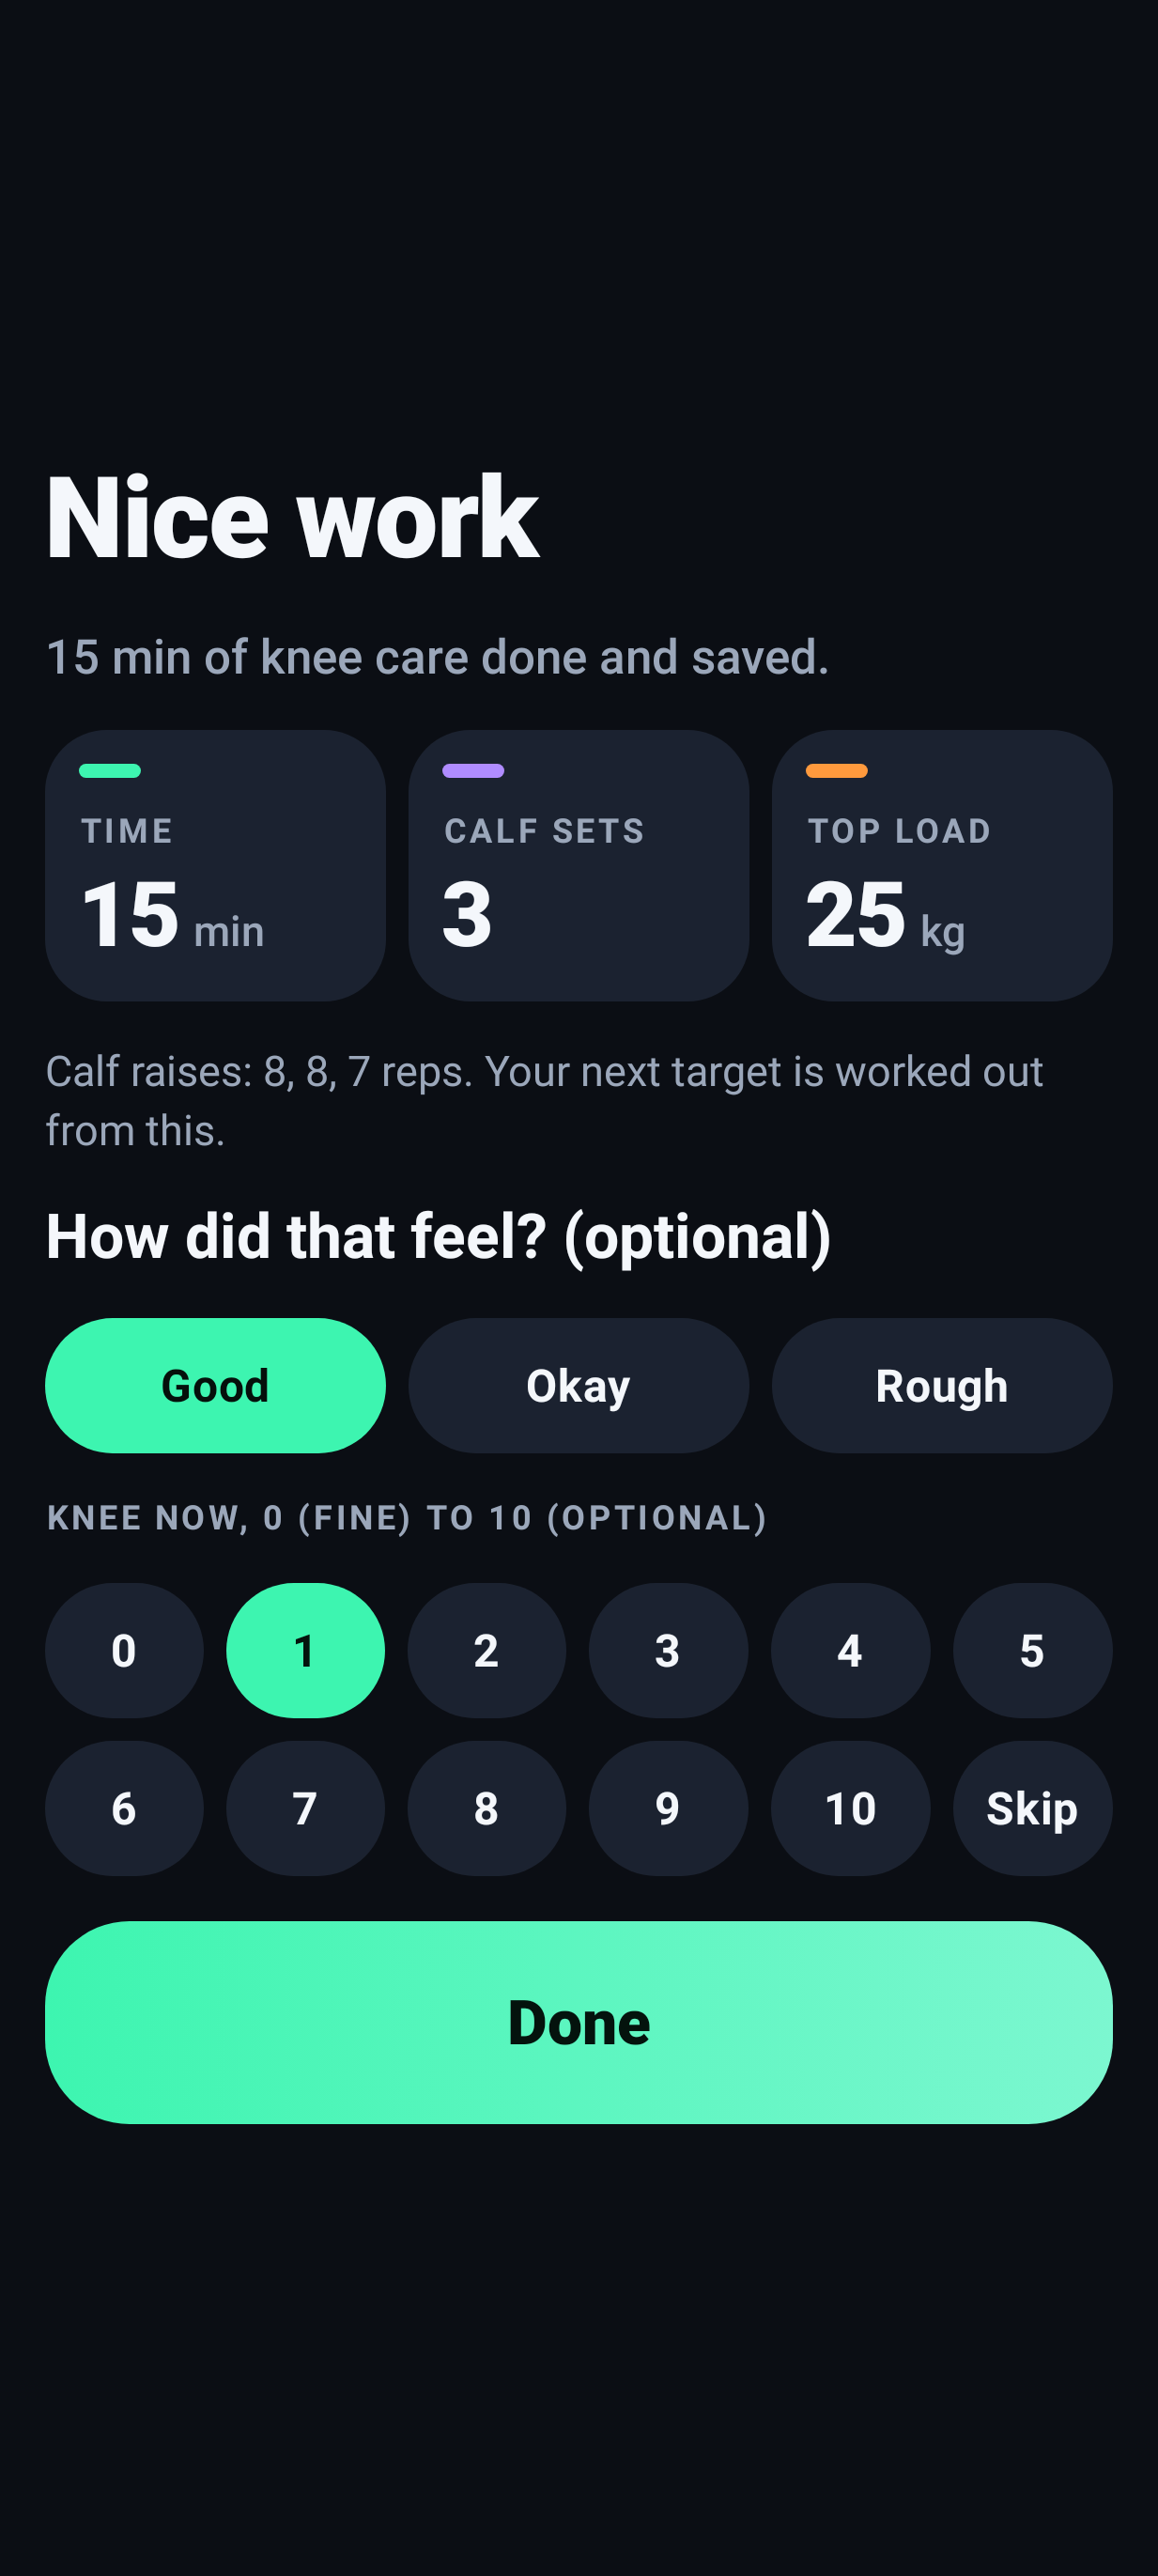 Nice work
15 min of knee care done and saved.
TIME
15 min
CALF SETS
3
TOP LOAD
25 kg
Calf raises: 8, 8, 7 reps. Your next target is worked out
from this.
How did that feel? (optional)
Good
Okay
Rough
KNEE NOW, 0 (FINE) TO 10 (OPTIONAL)
0 1 2 3 4 5
6 7 8 9 10 Skip
Done